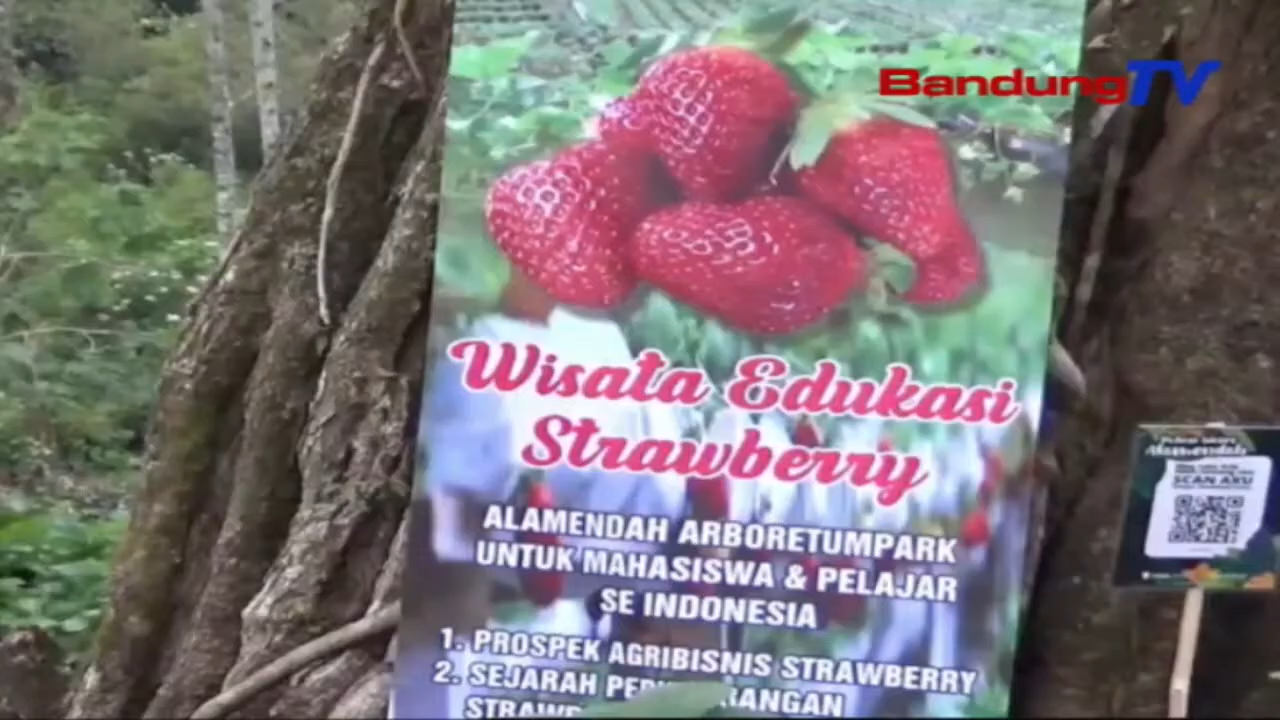 BandungTV
Wisata Edukasi
Strawberry
ALAMENDAH ARBORETUMPARK
UNTUK MAHASISWA & PELAJAR
SE INDONESIA
1. PROSPEK AGRIBISNIS STRAWBERRY
2. SEJARAH
SCAN AKU